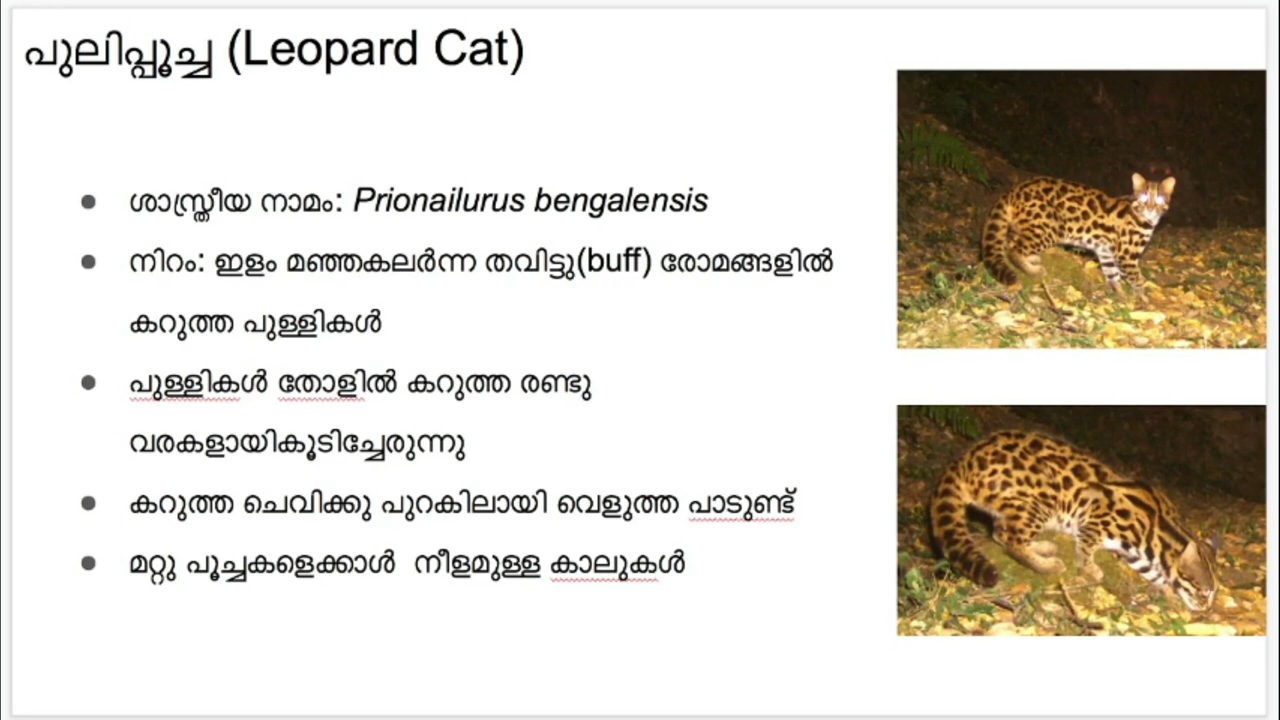 പുലിപ്പൂച്ച (Leopard Cat)
● ശാസ്ത്രീയ നാമം: Prionailurus bengalensis
● നിറം: ഇളം മഞ്ഞകലർന്ന തവിട്ടു(buff) രോമങ്ങളിൽ
കറുത്ത പുള്ളികൾ
● പുള്ളികൾ തോളിൽ കറുത്ത രണ്ടു
വരകളായികൂടിച്ചേരുന്നു
● കറുത്ത ചെവിക്കു പുറകിലായി വെളുത്ത പാടുണ്ട്
● മറ്റു പൂച്ചകളെക്കാൾ നീളമുള്ള കാലുകൾ